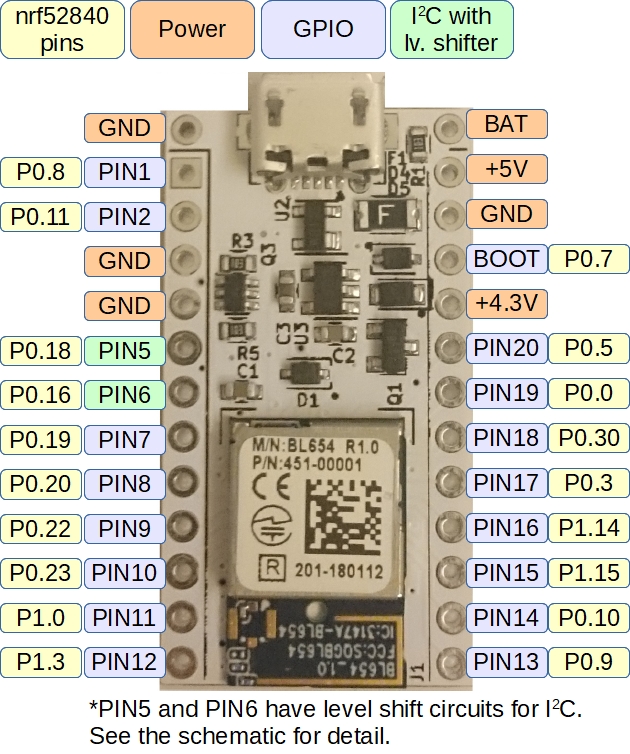 nrf52840
pins
Power
GPIO
I²C with
lv. shifter
GND
BAT
P0.8 PIN1
+5V
P0.11 PIN2
GND
GND
BOOT P0.7
GND
+4.3V
P0.18 PIN5
PIN20 P0.5
P0.16 PIN6
PIN19 P0.0
P0.19 PIN7
PIN18 P0.30
P0.20 PIN8
PIN17 P0.3
P0.22 PIN9
PIN16 P1.14
P0.23 PIN10
PIN15 P1.15
P1.0 PIN11
PIN14 P0.10
P1.3 PIN12
PIN13 P0.9
F1
D4
D5
R1
U2
F
R3
Q3
C3
U3
C2
R5
C1
D1
Q1
M/N:BL654 R1.0
P/N:451-00001
CE
R 201-180112
BL654_1.0
FCC:SQGBL654
IC:3147A-BL654
J1
*PIN5 and PIN6 have level shift circuits for I²C.
See the schematic for detail.